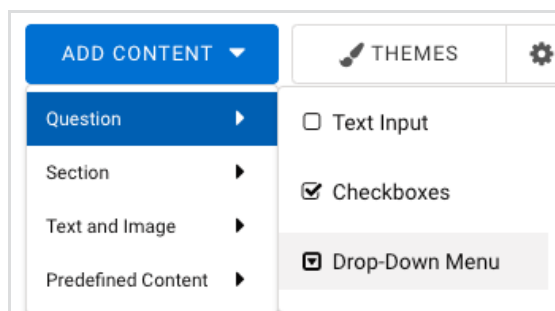 ADD CONTENT
THEMES
Question
Text Input
Section
Checkboxes
Text and Image
Drop-Down Menu
Predefined Content